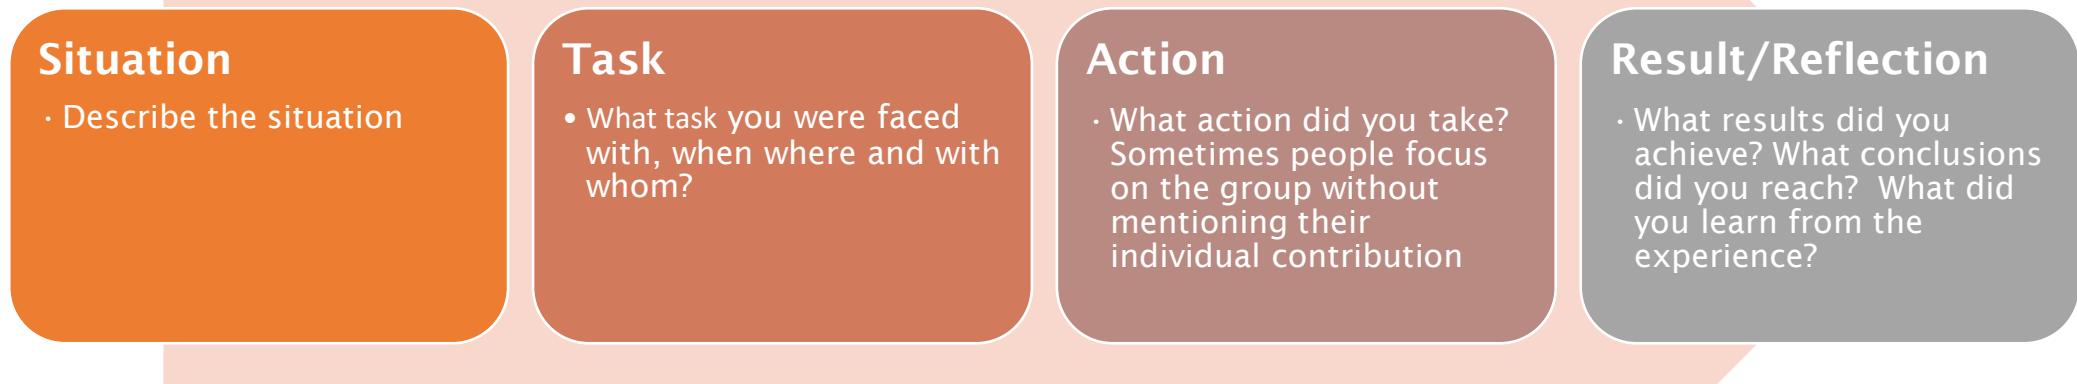 Situation
· Describe the situation
Task
• What task you were faced
with, when where and with
whom?
Action
· What action did you take?
Sometimes people focus
on the group without
mentioning their
individual contribution
Result/Reflection
· What results did you
achieve? What conclusions
did you reach?  What did
you learn from the
experience?